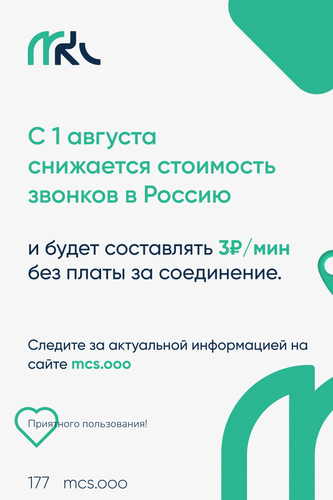 МКС
С 1 августа
снижается стоимость
звонков в Россию
и будет составлять 3₽/мин
без платы за соединение.
Следите за актуальной информацией на
сайте mcs.ooo
Приятного пользования!
177 mcs.ooo